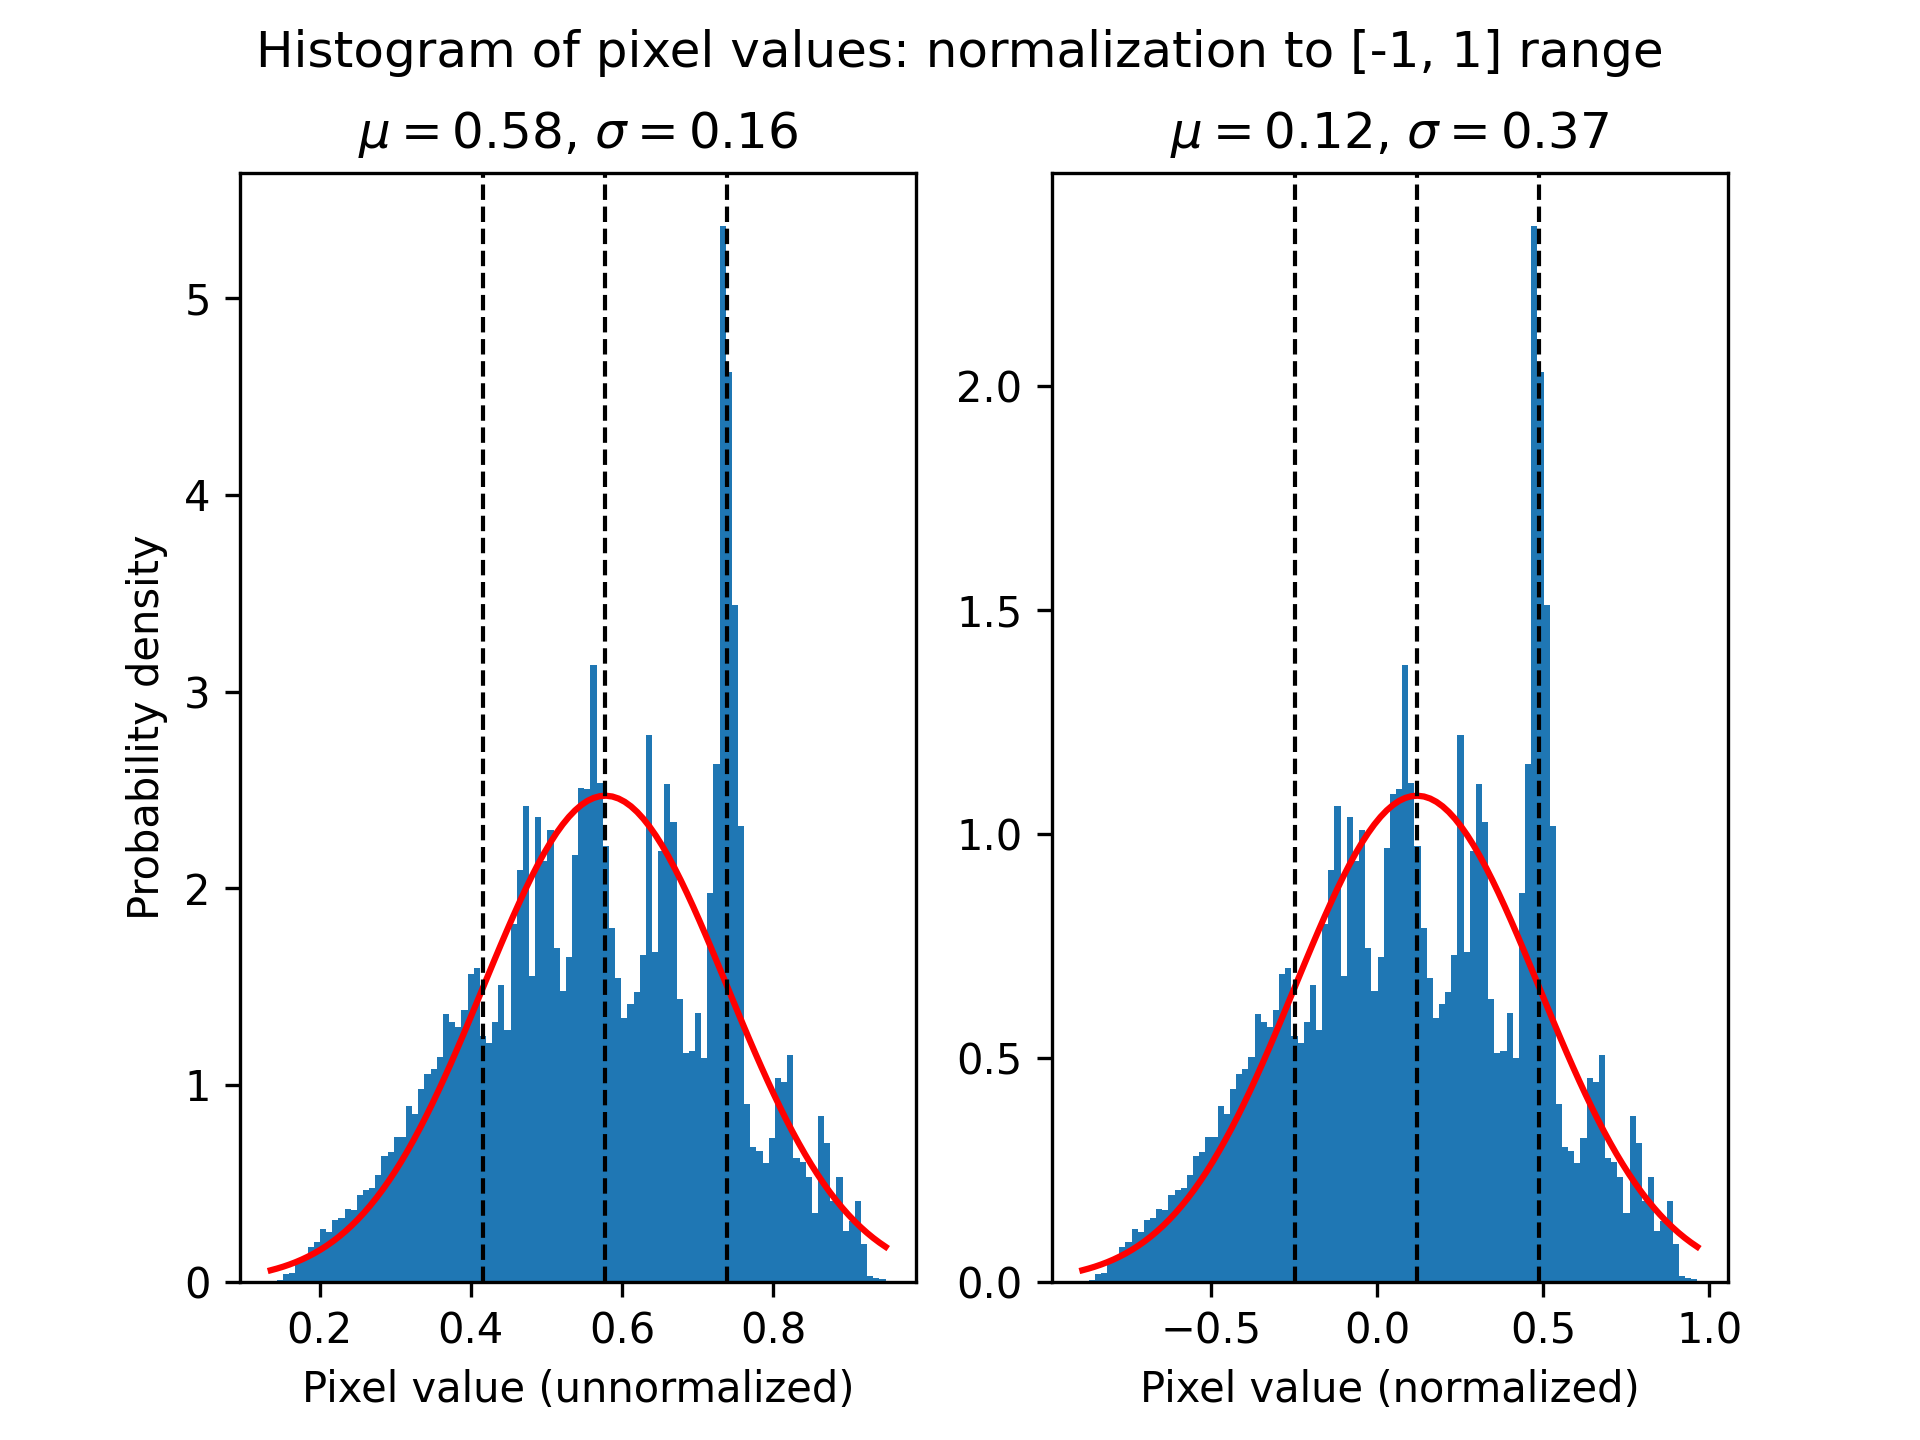 Histogram of pixel values: normalization to [-1, 1] range
μ = 0.58, σ = 0.16
5
4
3
2
1
0
Probability density
0.2 0.4 0.6 0.8
Pixel value (unnormalized)
μ = 0.12, σ = 0.37
2.0
1.5
1.0
0.5
0.0
−0.5 0.0 0.5 1.0
Pixel value (normalized)